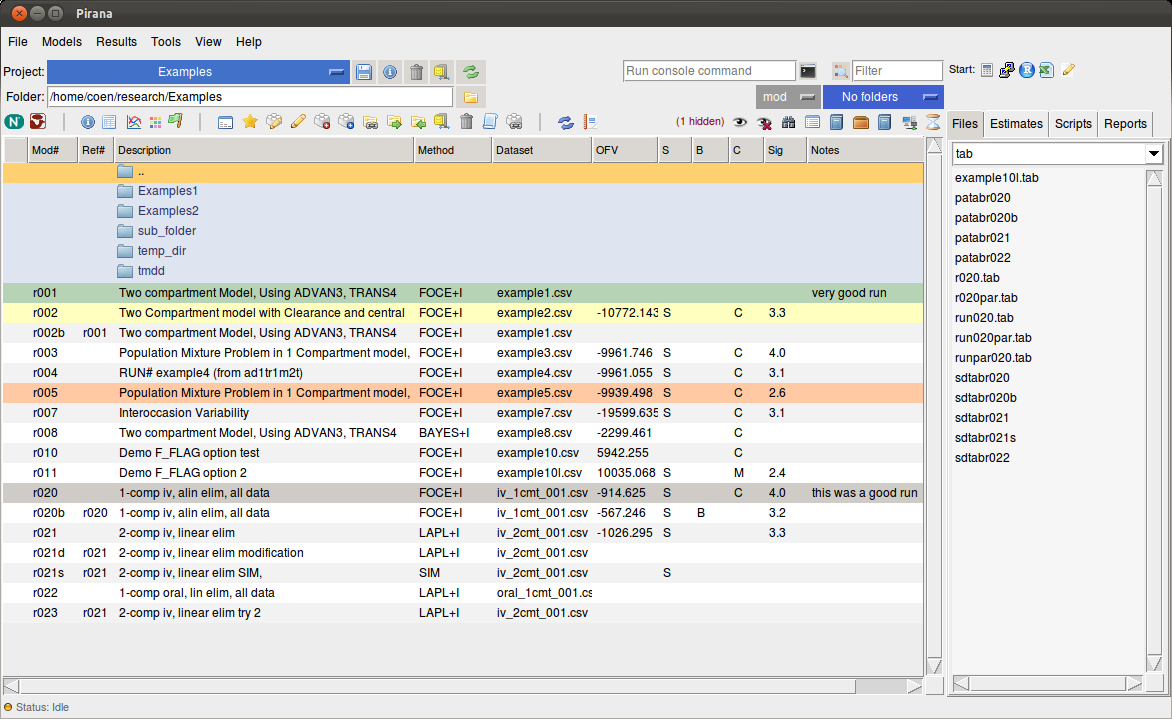 Pirana
File Models Results Tools View Help
Project: Examples Run console command Filter Start:
Folder: /home/coen/research/Examples mod No folders
N (1 hidden) R X Files Estimates Scripts Reports
Mod# Ref# Description Method Dataset OFV S B C Sig Notes
tab
..
Examples1
Examples2
sub_folder
temp_dir
tmdd
r001 Two compartment Model, Using ADVAN3, TRANS4 FOCE+I example1.csv very good run
r002 Two Compartment model with Clearance and central FOCE+I example2.csv -10772.143 S C 3.3
r002b r001 Two compartment Model, Using ADVAN3, TRANS4 FOCE+I example1.csv
r003 Population Mixture Problem in 1 Compartment model, FOCE+I example3.csv -9961.746 S C 4.0
r004 RUN# example4 (from ad1tr1m2t) FOCE+I example4.csv -9961.055 S C 3.1
r005 Population Mixture Problem in 1 Compartment model, FOCE+I example5.csv -9939.498 S C 2.6
r007 Interoccasion Variability FOCE+I example7.csv -19599.635 S C 3.1
r008 Two compartment Model, Using ADVAN3, TRANS4 BAYES+I example8.csv -2299.461 C
r010 Demo F_FLAG option test FOCE+I example10.csv 5942.255 C
r011 Demo F_FLAG option 2 FOCE+I example10l.csv 10035.068 S M 2.4
r020 1-comp iv, alin elim, all data FOCE+I iv_1cmt_001.csv -914.625 S C 4.0 this was a good run
r020b r020 1-comp iv, alin elim, all data FOCE+I iv_1cmt_001.csv -567.246 S B 3.2
r021 2-comp iv, linear elim LAPL+I iv_2cmt_001.csv -1026.295 S 3.3
r021d r021 2-comp iv, linear elim modification LAPL+I iv_2cmt_001.csv
r021s r021 2-comp iv, linear elim SIM, SIM iv_2cmt_001.csv S
r022 1-comp oral, lin elim, all data LAPL+I oral_1cmt_001.cs
r023 r021 2-comp iv, linear elim try 2 LAPL+I iv_2cmt_001.csv
example10l.tab
patabr020
patabr020b
patabr021
patabr022
r020.tab
r020par.tab
run020.tab
run020par.tab
runpar020.tab
sdtabr020
sdtabr020b
sdtabr021
sdtabr021s
sdtabr022
Status: Idle